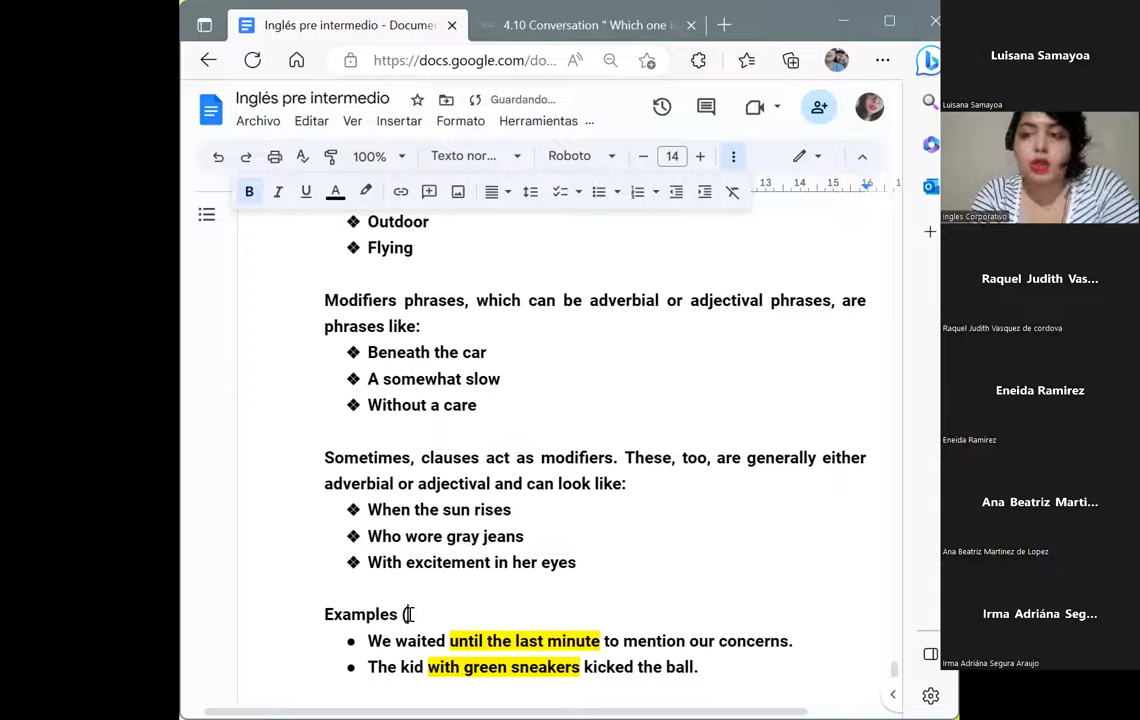 Inglés pre intermedio - Documen
4.10 Conversation " Which one i
https://docs.google.com/do...
Inglés pre intermedio
Guardando...
Archivo Editar Ver Insertar Formato Herramientas ...
100% Texto nor... Roboto 14
B I U A
13 14 15 16 1
Outdoor
Flying
Modifiers phrases, which can be adverbial or adjectival phrases, are
phrases like:
Beneath the car
A somewhat slow
Without a care
Sometimes, clauses act as modifiers. These, too, are generally either
adverbial or adjectival and can look like:
When the sun rises
Who wore gray jeans
With excitement in her eyes
Examples (
We waited until the last minute to mention our concerns.
The kid with green sneakers kicked the ball.
Luisana Samayoa
Luisana Samayoa
Ingles Corporativo
Raquel Judith Vas...
Raquel Judith Vasquez de cordova
Eneida Ramirez
Eneida Ramirez
Ana Beatriz Marti...
Ana Beatriz Martinez de Lopez
Irma Adriána Seg...
Irma Adriána Segura Araujo